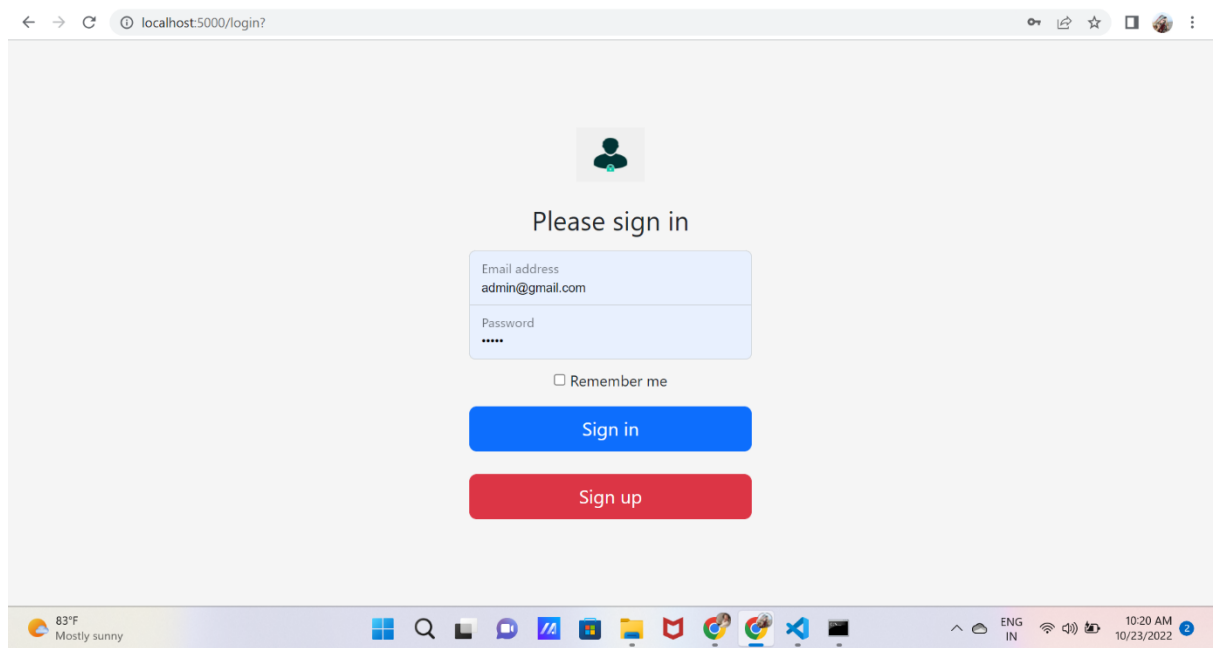 localhost:5000/login?
Please sign in
Email address
admin@gmail.com
Password
•••••
Remember me
Sign in
Sign up
83°F
Mostly sunny
ENG
IN
10:20 AM
10/23/2022
2